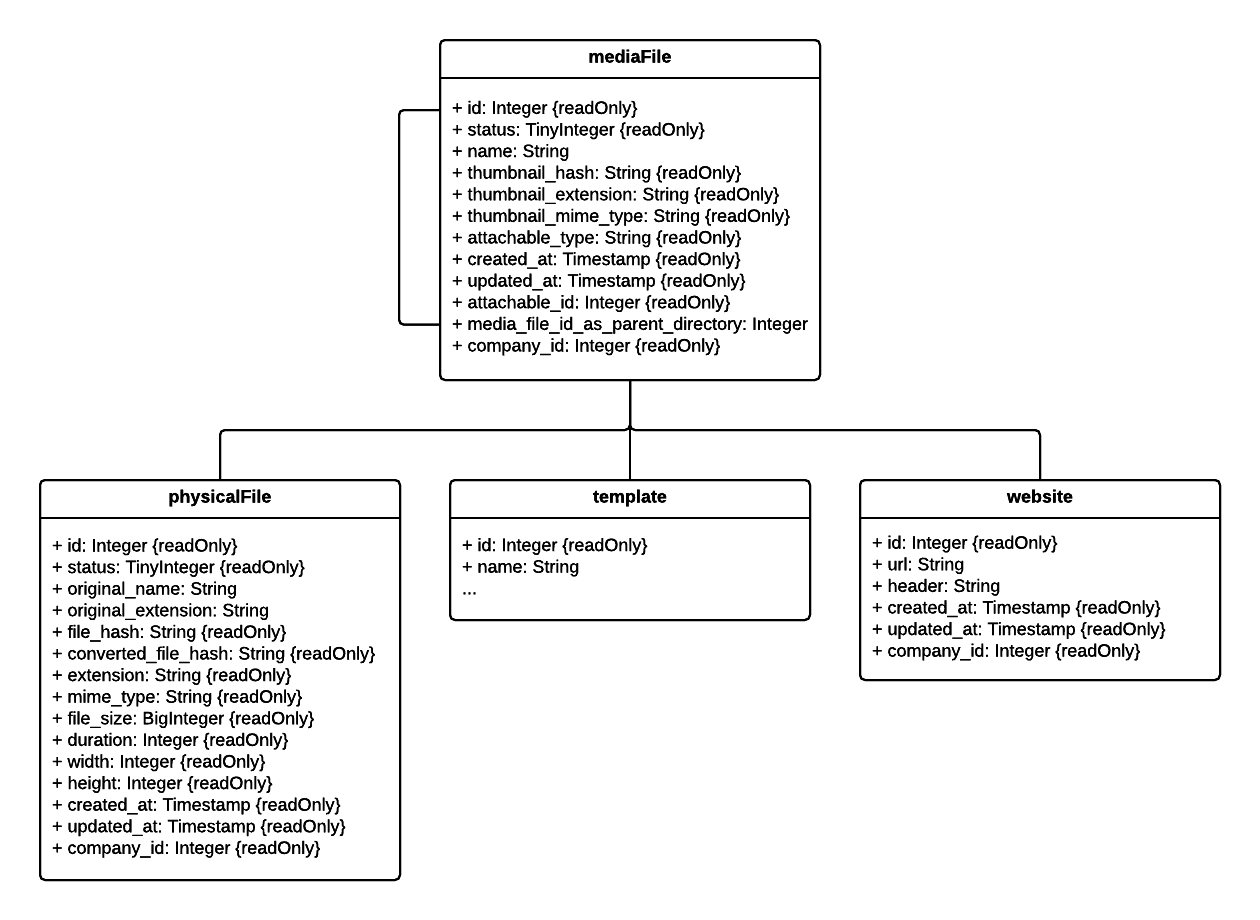 mediaFile
+ id: Integer {readOnly}
+ status: TinyInteger {readOnly}
+ name: String
+ thumbnail_hash: String {readOnly}
+ thumbnail_extension: String {readOnly}
+ thumbnail_mime_type: String {readOnly}
+ attachable_type: String {readOnly}
+ created_at: Timestamp {readOnly}
+ updated_at: Timestamp {readOnly}
+ attachable_id: Integer {readOnly}
+ media_file_id_as_parent_directory: Integer
+ company_id: Integer {readOnly}
physicalFile
+ id: Integer {readOnly}
+ status: TinyInteger {readOnly}
+ original_name: String
+ original_extension: String
+ file_hash: String {readOnly}
+ converted_file_hash: String {readOnly}
+ extension: String {readOnly}
+ mime_type: String {readOnly}
+ file_size: BigInteger {readOnly}
+ duration: Integer {readOnly}
+ width: Integer {readOnly}
+ height: Integer {readOnly}
+ created_at: Timestamp {readOnly}
+ updated_at: Timestamp {readOnly}
+ company_id: Integer {readOnly}
template
+ id: Integer {readOnly}
+ name: String
...
website
+ id: Integer {readOnly}
+ url: String
+ header: String
+ created_at: Timestamp {readOnly}
+ updated_at: Timestamp {readOnly}
+ company_id: Integer {readOnly}